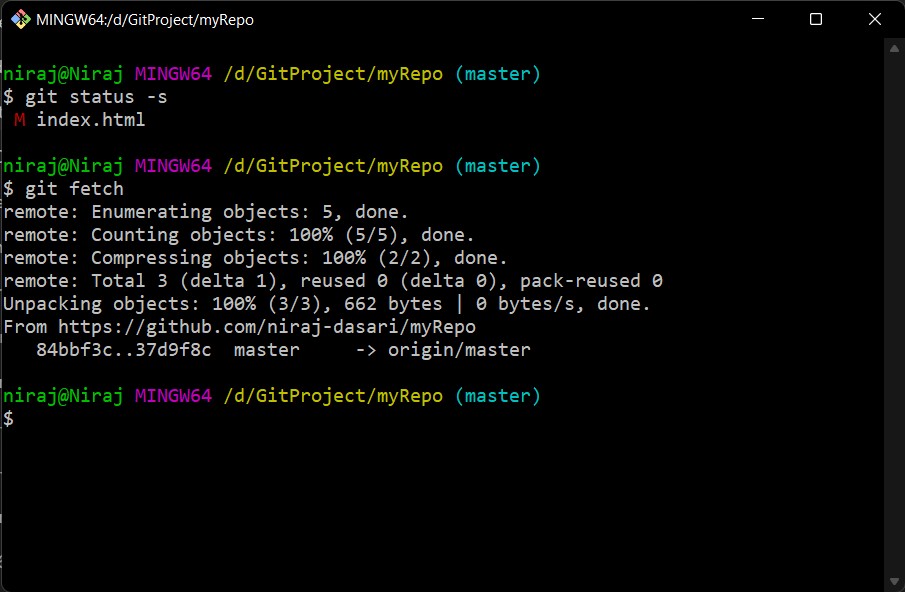 MINGW64:/d/GitProject/myRepo
niraj@Niraj MINGW64 /d/GitProject/myRepo (master)
$ git status -s
 M index.html
niraj@Niraj MINGW64 /d/GitProject/myRepo (master)
$ git fetch
remote: Enumerating objects: 5, done.
remote: Counting objects: 100% (5/5), done.
remote: Compressing objects: 100% (2/2), done.
remote: Total 3 (delta 1), reused 0 (delta 0), pack-reused 0
Unpacking objects: 100% (3/3), 662 bytes | 0 bytes/s, done.
From https://github.com/niraj-dasari/myRepo
   84bbf3c..37d9f8c  master     -> origin/master
niraj@Niraj MINGW64 /d/GitProject/myRepo (master)
$